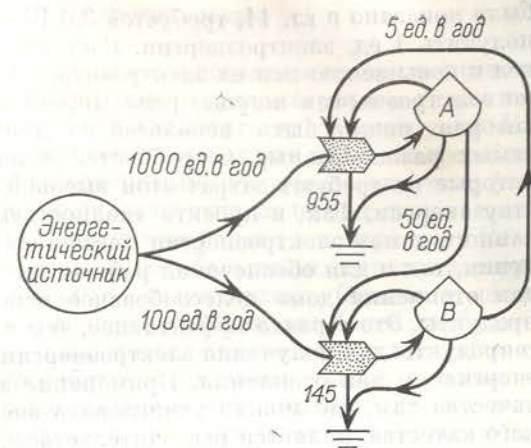 5 ед. в год
А
1000 ед. в год
955
50 ед.
в год
Энерге-
тический
источник
100 ед. в год
В
145